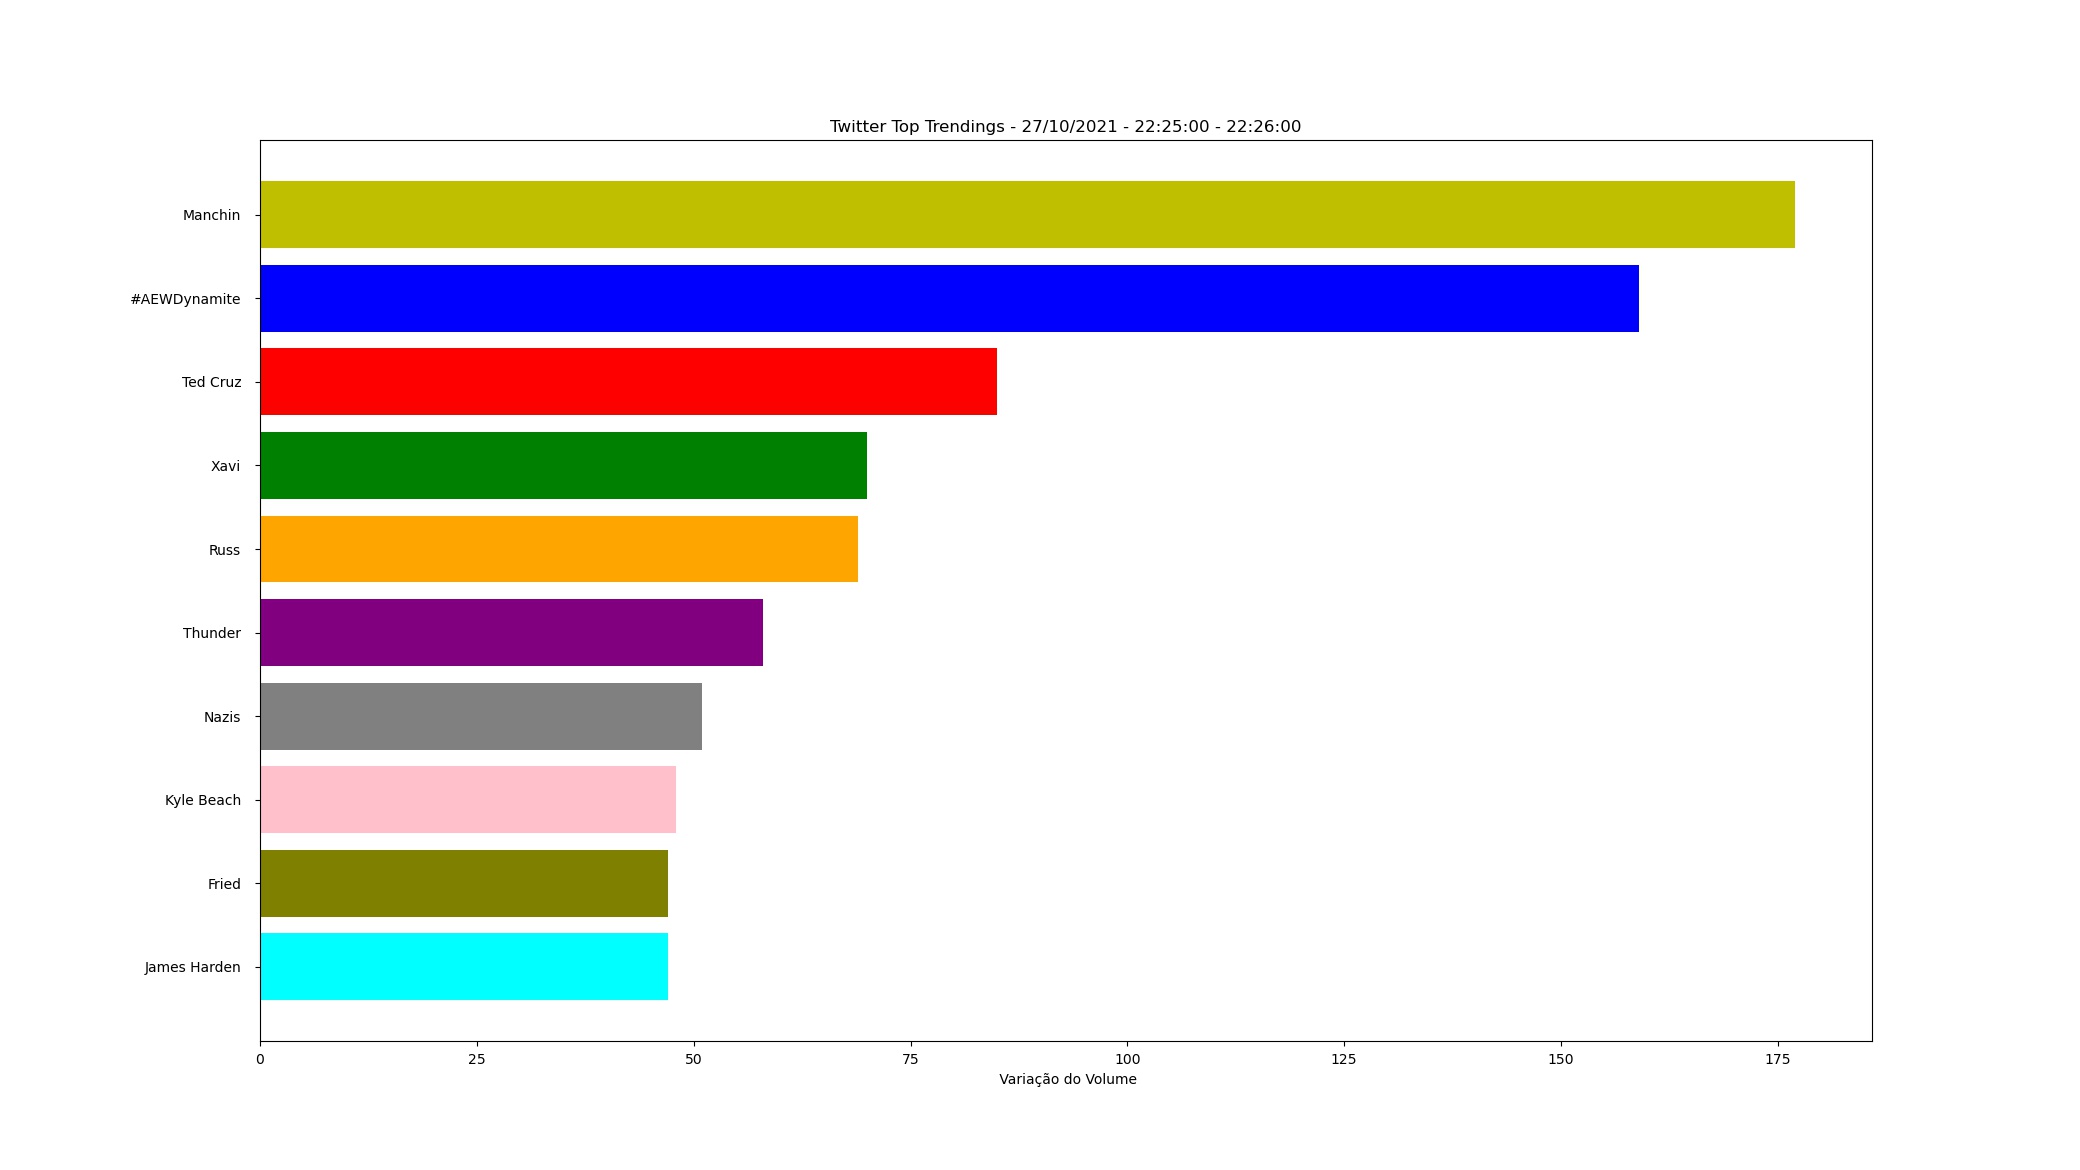 Twitter Top Trendings - 27/10/2021 - 22:25:00 - 22:26:00
Manchin
#AEWDynamite
Ted Cruz
Xavi
Russ
Thunder
Nazis
Kyle Beach
Fried
James Harden
0 25 50 75 100 125 150 175
Variação do Volume